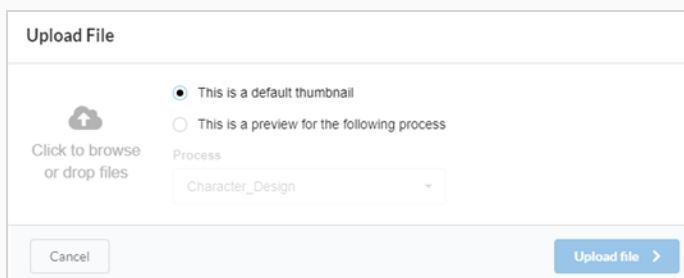 Upload File
This is a default thumbnail
This is a preview for the following process
Click to browse
or drop files
Process
Character_Design
Cancel
Upload file